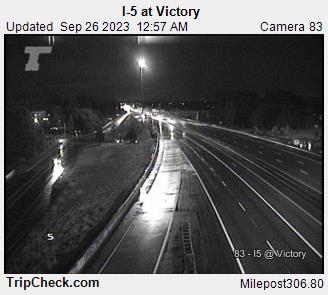 I-5 at Victory
Updated Sep 26 2023 12:57 AM Camera 83
T
S
83 - I5 @ Victory
TripCheck.com Milepost306.80